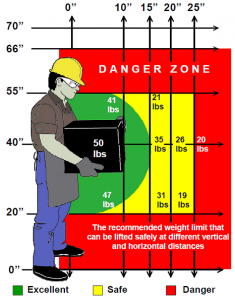 70"
0" 10" 15" 20" 25"
66"
DANGER ZONE
55"
41 lbs
21 lbs
40"
50 lbs
35 lbs
26 lbs
20 lbs
47 lbs
31 lbs
19 lbs
20"
The recommended weight limit that
can be lifted safely at different vertical
and horizontal distances
0"
Excellent Safe Danger